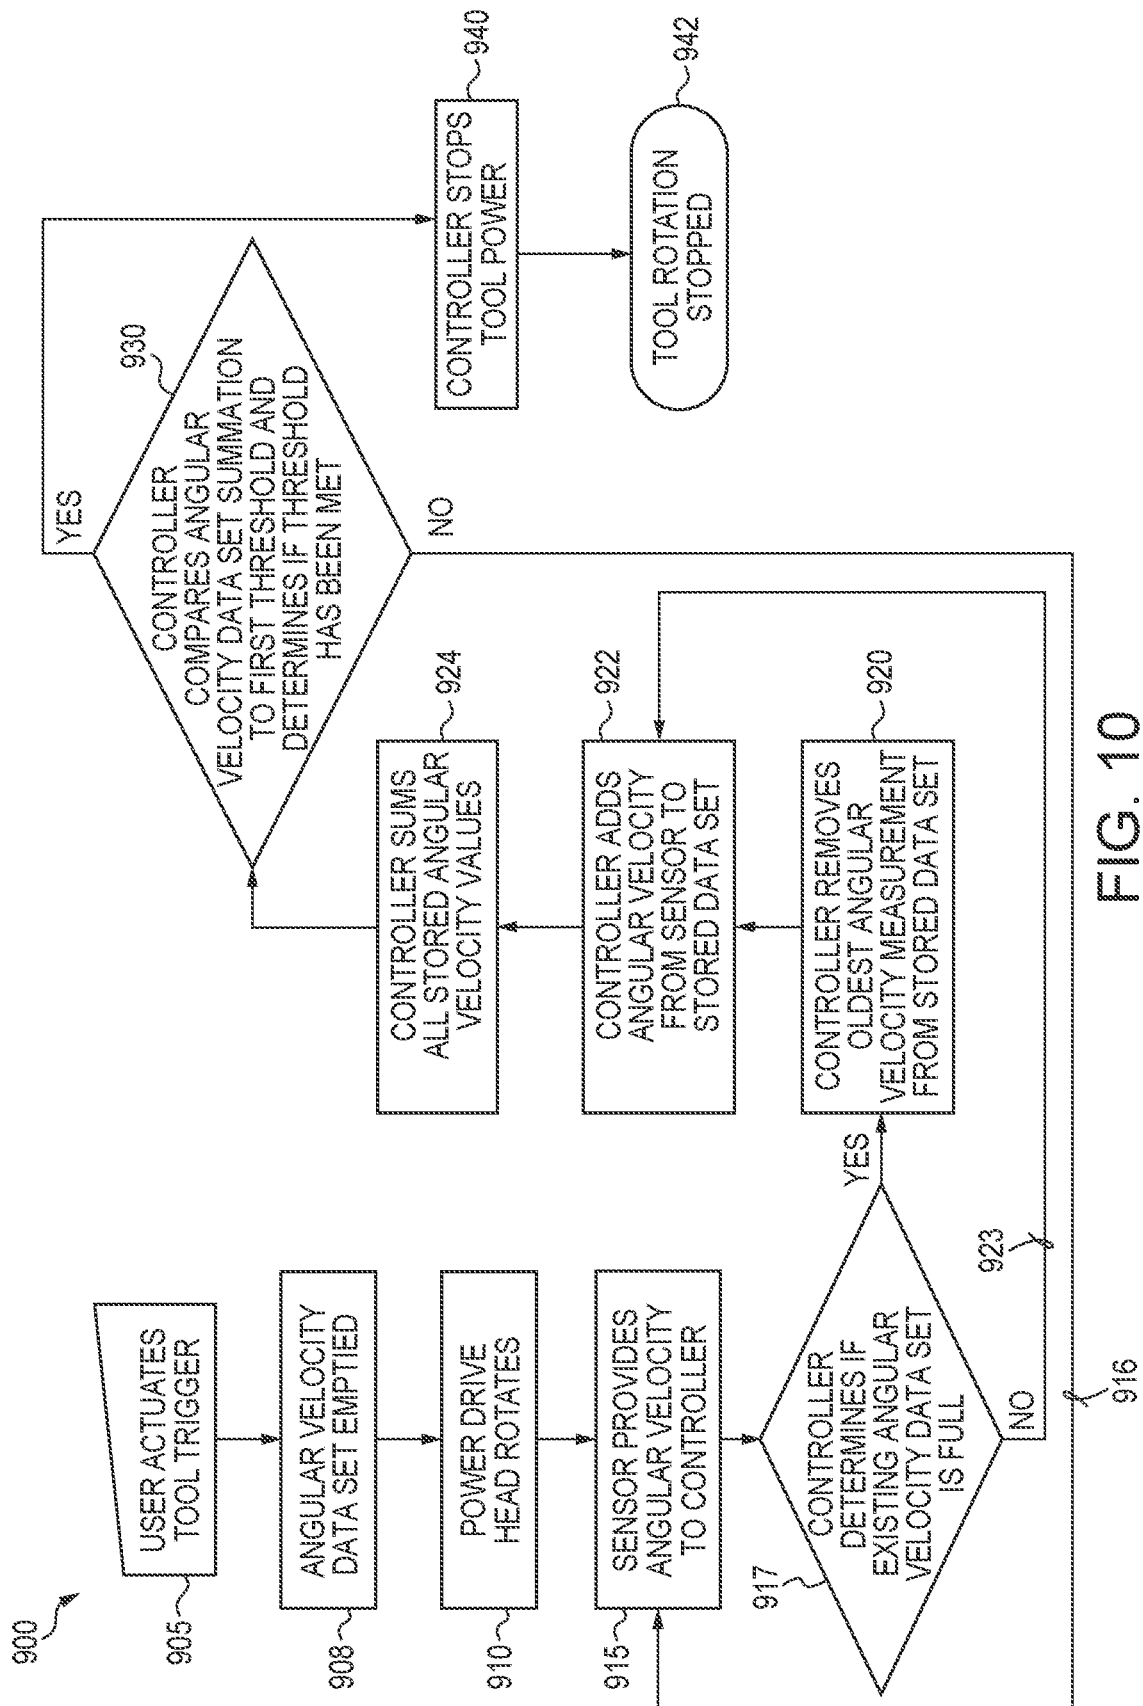 900
USER ACTUATES
TOOL TRIGGER
905
ANGULAR VELOCITY
DATA SET EMPTIED
908
POWER DRIVE
HEAD ROTATES
910
SENSOR PROVIDES
ANGULAR VELOCITY
TO CONTROLLER
915
CONTROLLER
DETERMINES IF
EXISTING ANGULAR
VELOCITY DATA SET
IS FULL
917
YES
NO
923
916
CONTROLLER REMOVES
OLDEST ANGULAR
VELOCITY MEASUREMENT
FROM STORED DATA SET
920
CONTROLLER ADDS
ANGULAR VELOCITY
FROM SENSOR TO
STORED DATA SET
922
CONTROLLER SUMS
ALL STORED ANGULAR
VELOCITY VALUES
924
CONTROLLER
COMPARES ANGULAR
VELOCITY DATA SET SUMMATION
TO FIRST THRESHOLD AND
DETERMINES IF THRESHOLD
HAS BEEN MET
930
YES
NO
CONTROLLER STOPS
TOOL POWER
940
TOOL ROTATION
STOPPED
942
FIG. 10